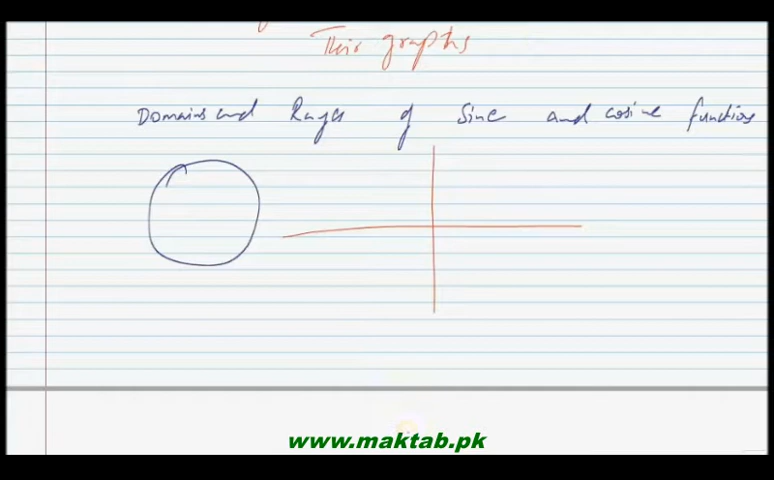 Their graphs
Domains and Ranges of Sine and cosine functions
www.maktab.pk